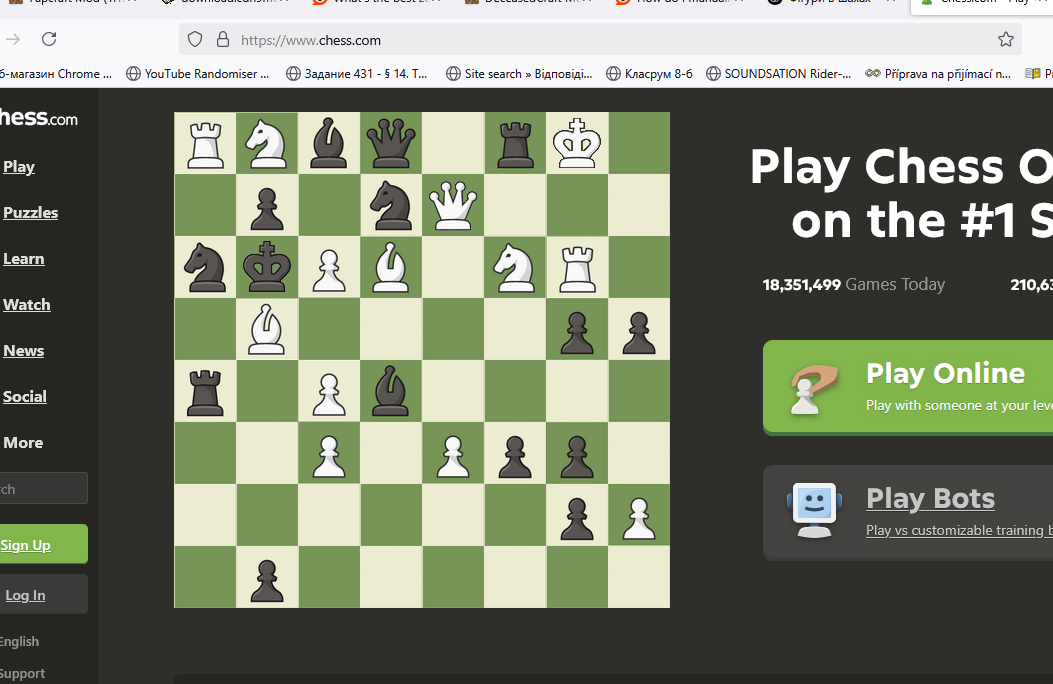 https://www.chess.com
б-магазин Chrome ...
YouTube Randomiser ...
Задание 431 - § 14. Т...
Site search » Відповіді...
Класрум 8-6
SOUNDSATION Rider-...
Příprava na přijímací n...
hess.com
Play
Puzzles
Learn
Watch
News
Social
More
rch
Sign Up
Log In
English
Support
Play Chess O
on the #1 S
18,351,499 Games Today
210,63
Play Online
Play with someone at your leve
Play Bots
Play vs customizable training b